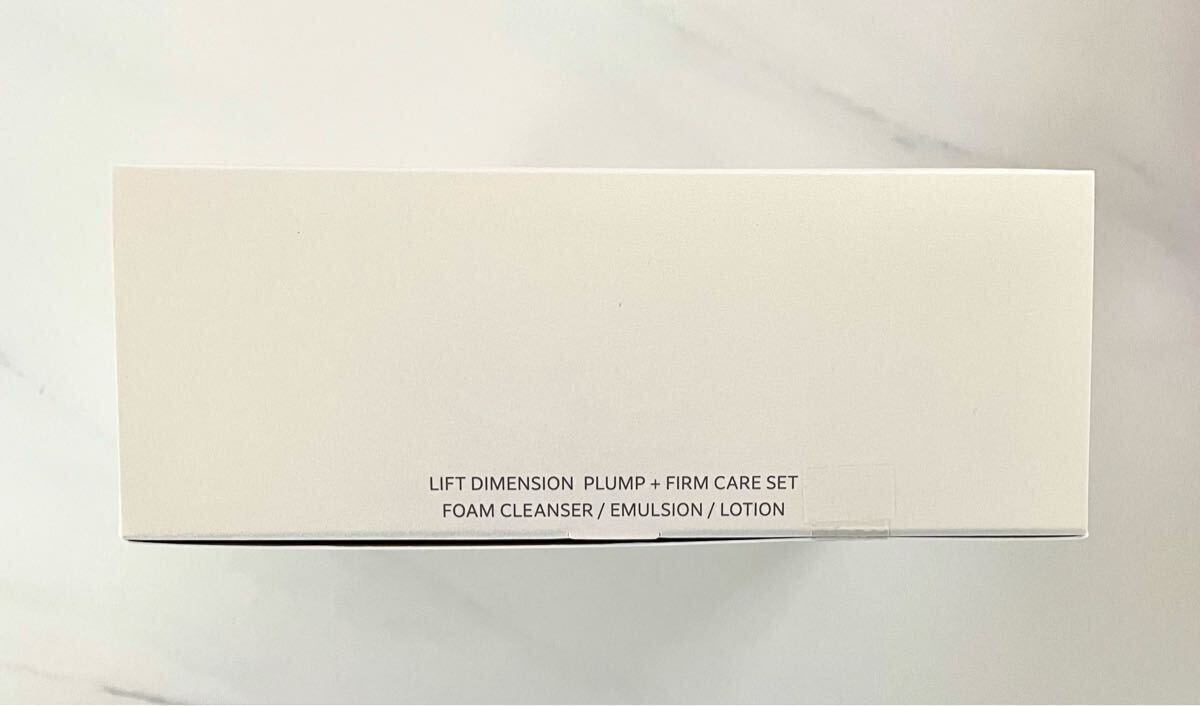 LIFT DIMENSION PLUMP + FIRM CARE SET
FOAM CLEANSER / EMULSION / LOTION